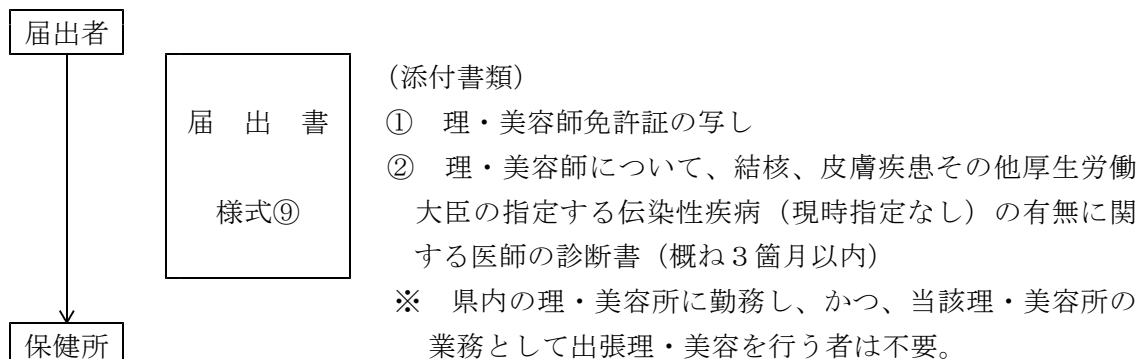 届出者
届　出　書
様式⑨
（添付書類）
①　理・美容師免許証の写し
②　理・美容師について、結核、皮膚疾患その他厚生労働
大臣の指定する伝染性疾病（現時指定なし）の有無に関
する医師の診断書（概ね３箇月以内）
※　県内の理・美容所に勤務し、かつ、当該理・美容所の
業務として出張理・美容を行う者は不要。
保健所